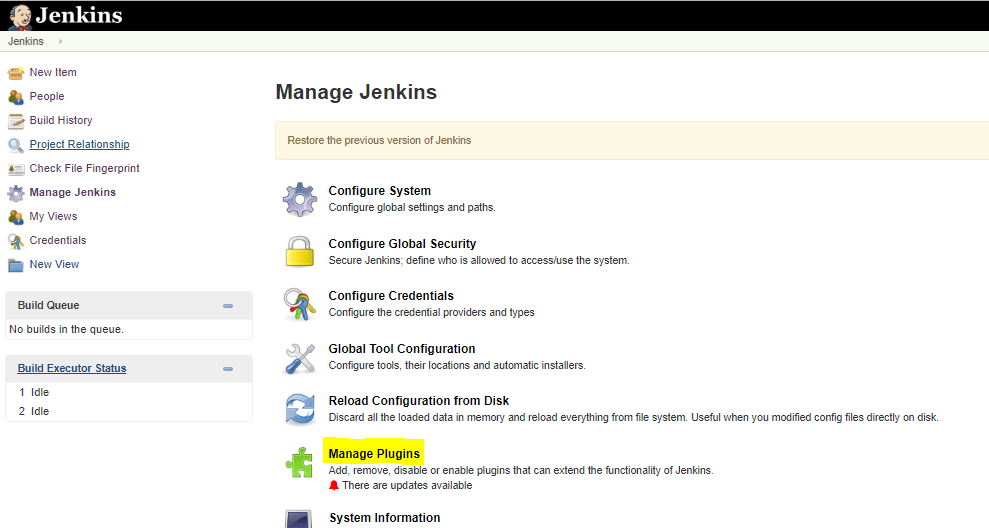 Jenkins
Jenkins
New Item
People
Build History
Project Relationship
Check File Fingerprint
Manage Jenkins
My Views
Credentials
New View
Build Queue
No builds in the queue.
Build Executor Status
1 Idle
2 Idle
Manage Jenkins
Restore the previous version of Jenkins
Configure System
Configure global settings and paths.
Configure Global Security
Secure Jenkins; define who is allowed to access/use the system.
Configure Credentials
Configure the credential providers and types
Global Tool Configuration
Configure tools, their locations and automatic installers.
Reload Configuration from Disk
Discard all the loaded data in memory and reload everything from file system. Useful when you modified config files directly on disk.
Manage Plugins
Add, remove, disable or enable plugins that can extend the functionality of Jenkins.
There are updates available
System Information